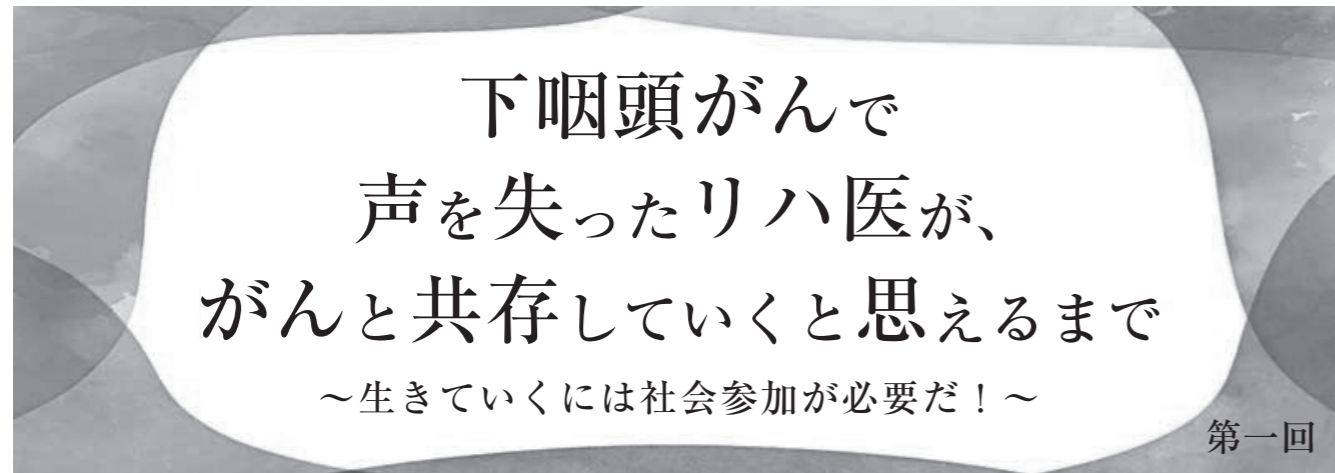 下咽頭がんで
声を失ったリハ医が、
がんと共存していくと思えるまで
～生きていくには社会参加が必要だ！～
第一回